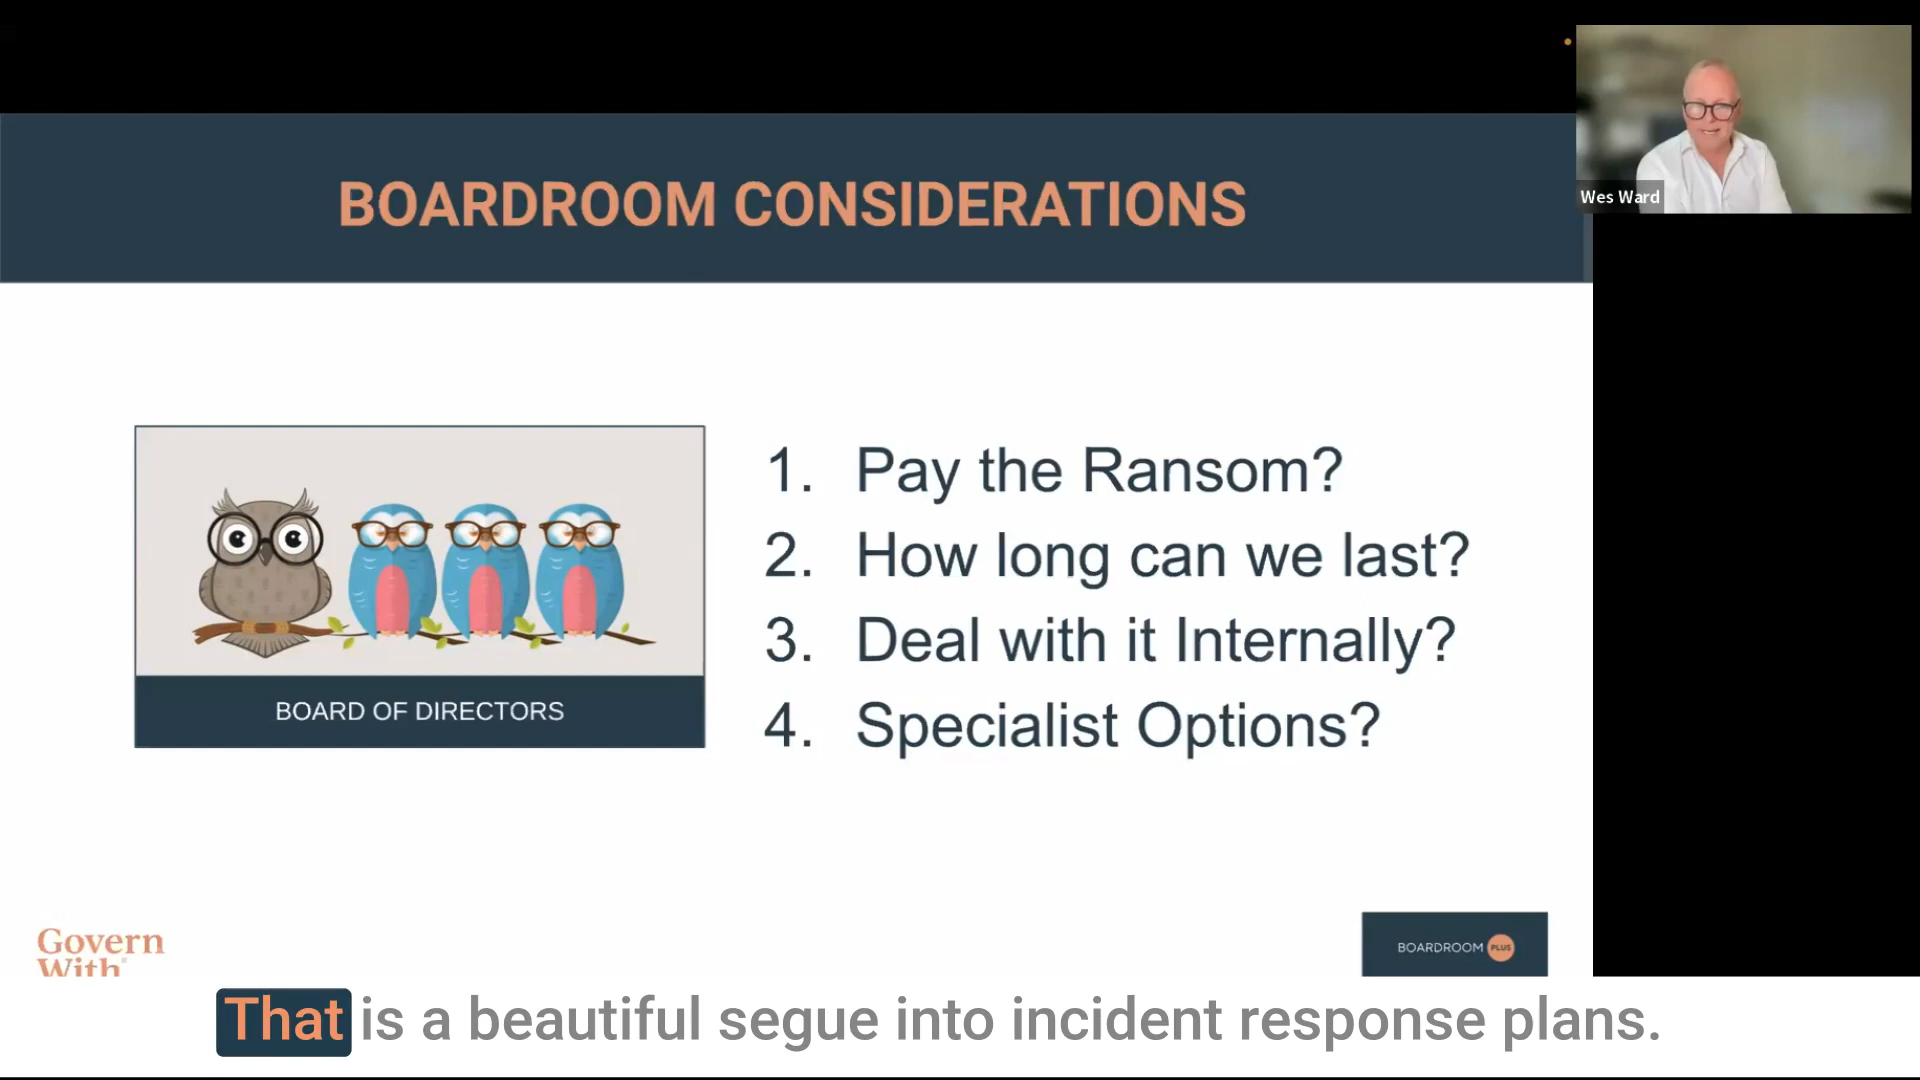 Wes Ward
BOARDROOM CONSIDERATIONS
1. Pay the Ransom?
2. How long can we last?
3. Deal with it Internally?
4. Specialist Options?
BOARD OF DIRECTORS
Govern
With
BOARDROOM PLUS
That is a beautiful segue into incident response plans.